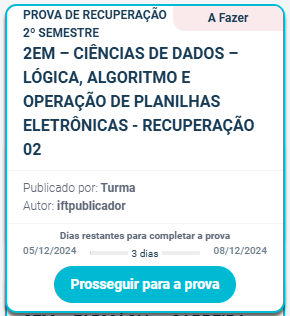 PROVA DE RECUPERAÇÃO
2º SEMESTRE
A Fazer
2EM – CIÊNCIAS DE DADOS –
LÓGICA, ALGORITMO E
OPERAÇÃO DE PLANILHAS
ELETRÔNICAS - RECUPERAÇÃO
02
Publicado por: Turma
Autor: iftpublicador
Dias restantes para completar a prova
05/12/2024 3 dias 08/12/2024
Prosseguir para a prova